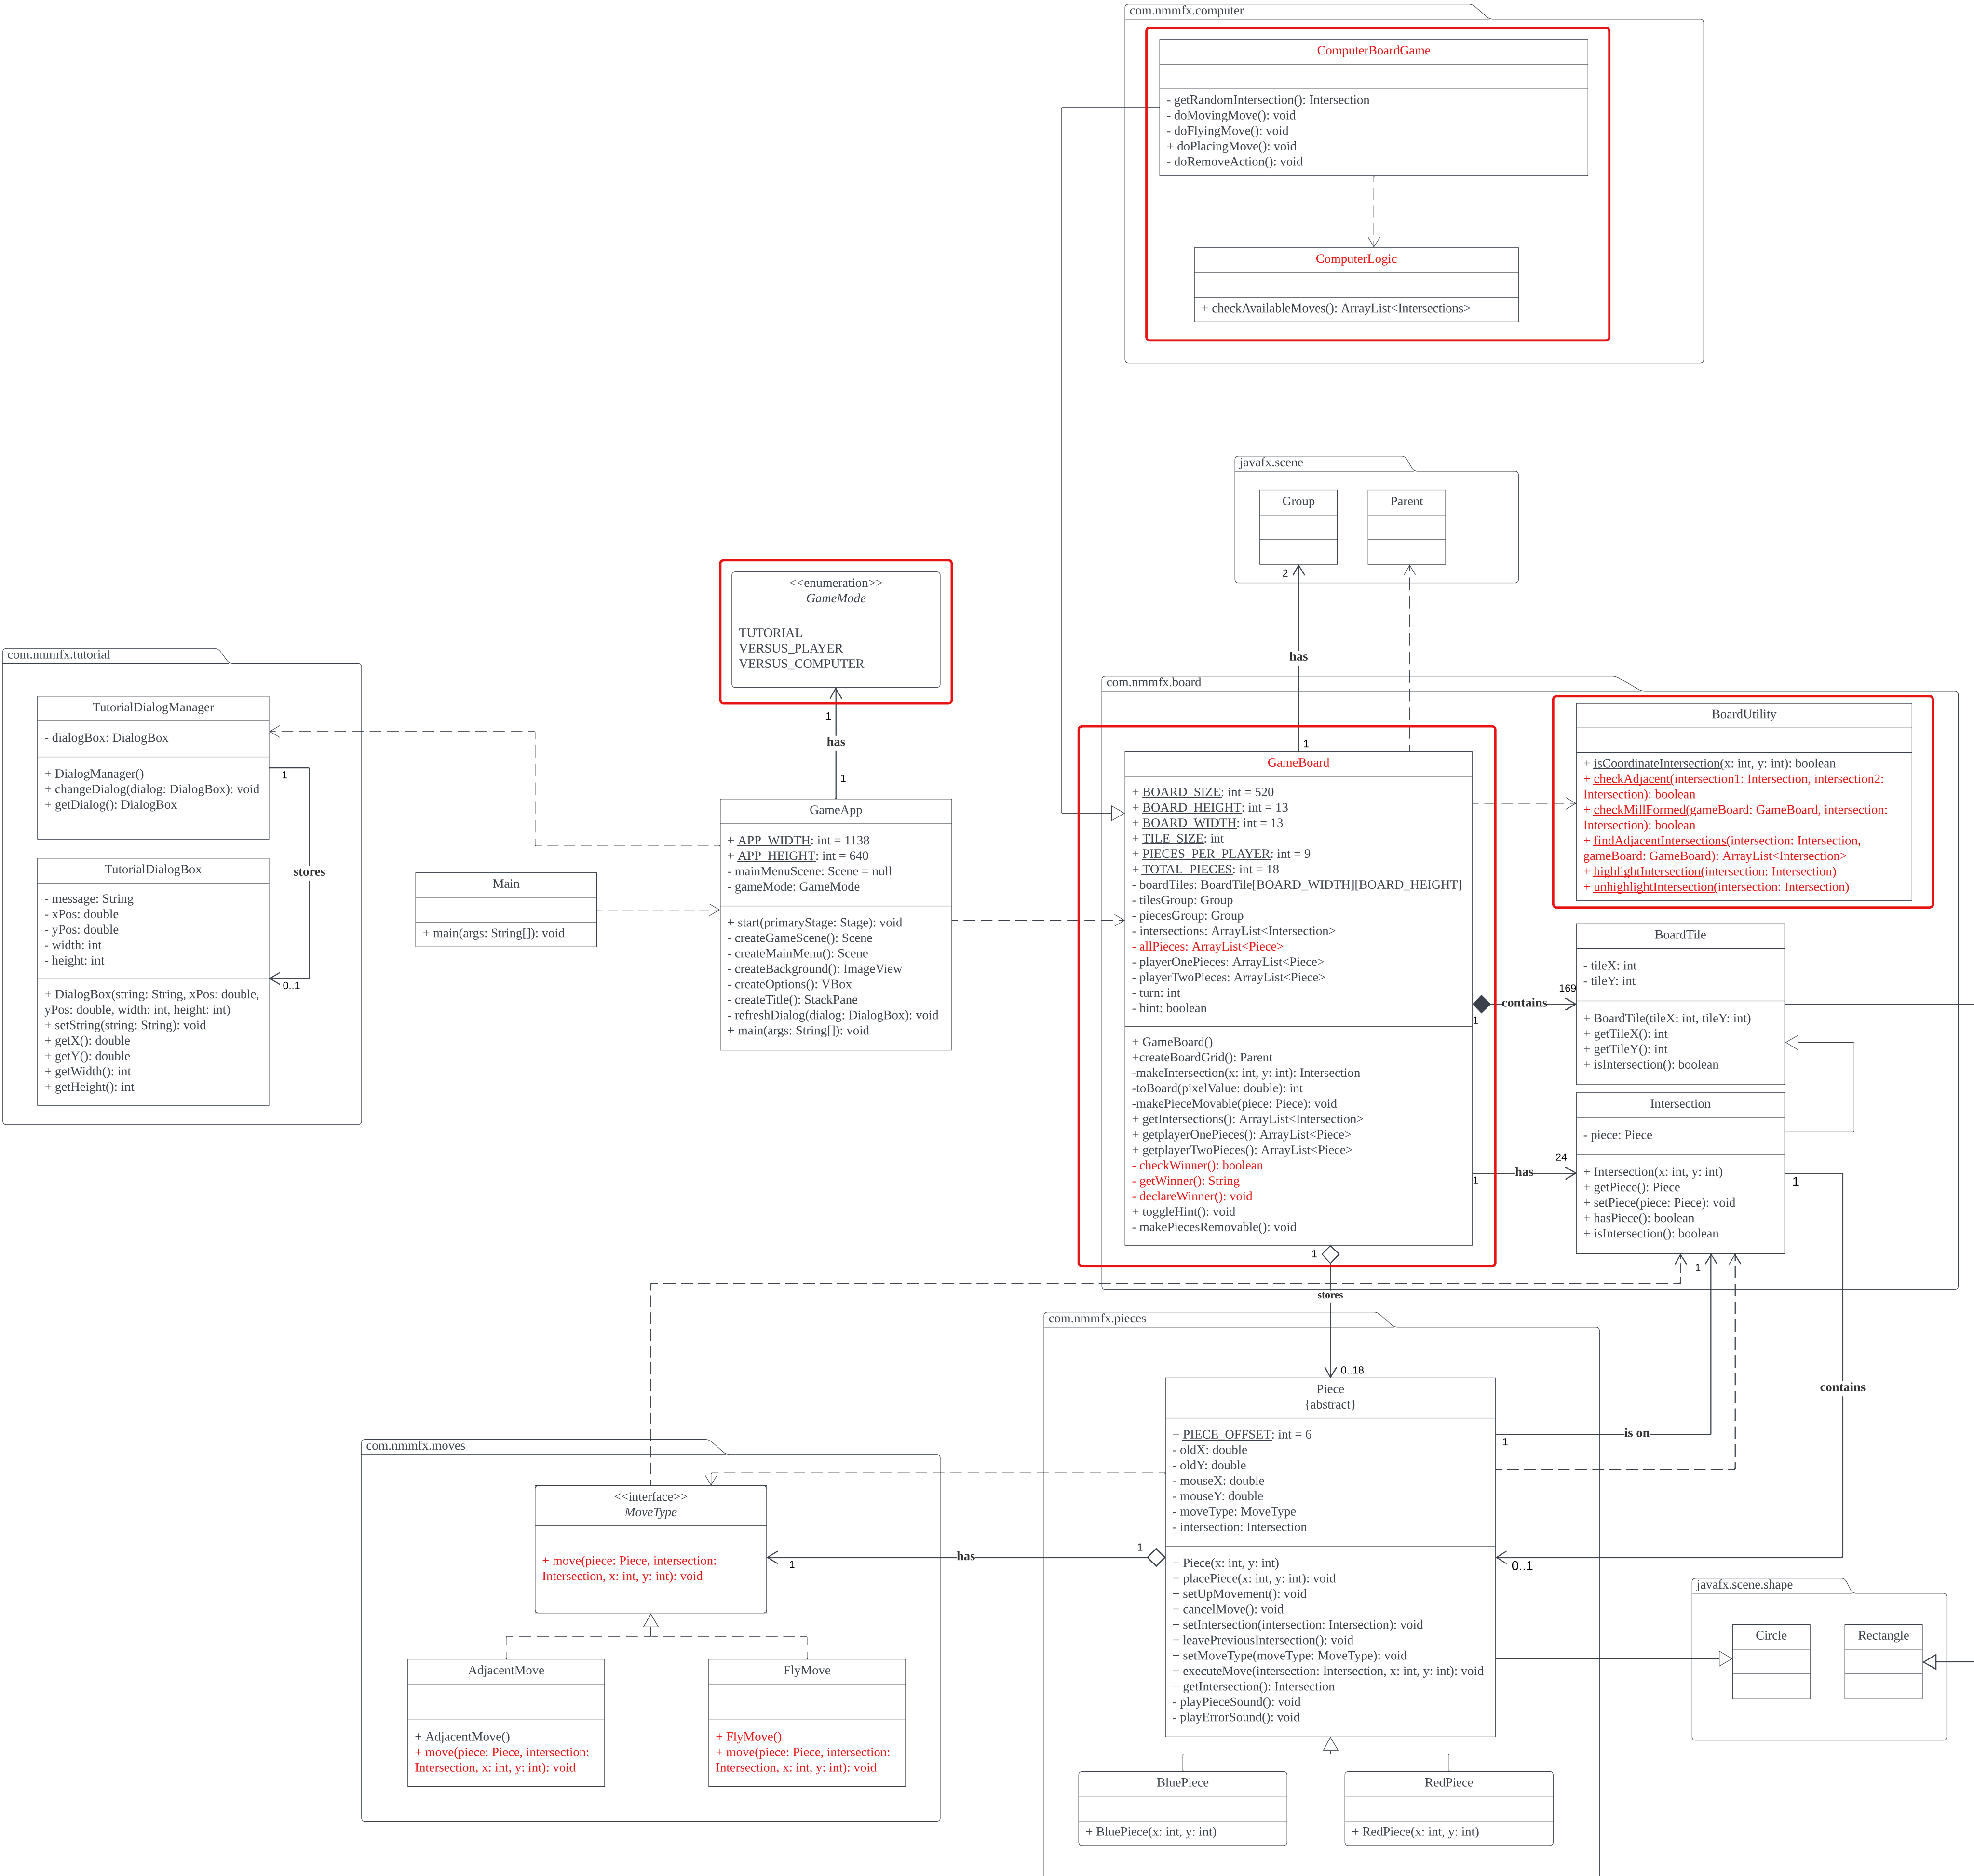 com.nmmfx.computer
ComputerBoardGame
- getRandomIntersection(): Intersection
- doMovingMove(): void
- doFlyingMove(): void
+ doPlacingMove(): void
- doRemoveAction(): void
ComputerLogic
+ checkAvailableMoves(): ArrayList<Intersections>
javafx.scene
Group
Parent
2
has
1
<<enumeration>>
GameMode
TUTORIAL
VERSUS_PLAYER
VERSUS_COMPUTER
1
has
1
com.nmmfx.tutorial
TutorialDialogManager
- dialogBox: DialogBox
+ DialogManager()
+ changeDialog(dialog: DialogBox): void
+ getDialog(): DialogBox
1
stores
0..1
TutorialDialogBox
- message: String
- xPos: double
- yPos: double
- width: int
- height: int
+ DialogBox(string: String, xPos: double,
yPos: double, width: int, height: int)
+ setString(string: String): void
+ getX(): double
+ getY(): double
+ getWidth(): int
+ getHeight(): int
Main
+ main(args: String[]): void
GameApp
+ APP_WIDTH: int = 1138
+ APP_HEIGHT: int = 640
- mainMenuScene: Scene = null
- gameMode: GameMode
+ start(primaryStage: Stage): void
- createGameScene(): Scene
- createMainMenu(): Scene
- createBackground(): ImageView
- createOptions(): VBox
- createTitle(): StackPane
- refreshDialog(dialog: DialogBox): void
+ main(args: String[]): void
com.nmmfx.board
GameBoard
+ BOARD_SIZE: int = 520
+ BOARD_HEIGHT: int = 13
+ BOARD_WIDTH: int = 13
+ TILE_SIZE: int
+ PIECES_PER_PLAYER: int = 9
+ TOTAL_PIECES: int = 18
- boardTiles: BoardTile[BOARD_WIDTH][BOARD_HEIGHT]
- tilesGroup: Group
- piecesGroup: Group
- intersections: ArrayList<Intersection>
- allPieces: ArrayList<Piece>
- playerOnePieces: ArrayList<Piece>
- playerTwoPieces: ArrayList<Piece>
- turn: int
- hint: boolean
+ GameBoard()
+createBoardGrid(): Parent
-makeIntersection(x: int, y: int): Intersection
-toBoard(pixelValue: double): int
-makePieceMovable(piece: Piece): void
+ getIntersections(): ArrayList<Intersection>
+ getplayerOnePieces(): ArrayList<Piece>
+ getplayerTwoPieces(): ArrayList<Piece>
- checkWinner(): boolean
- getWinner(): String
- declareWinner(): void
+ toggleHint(): void
- makePiecesRemovable(): void
BoardUtility
+ isCoordinateIntersection(x: int, y: int): boolean
+ checkAdjacent(intersection1: Intersection, intersection2:
Intersection): boolean
+ checkMillFormed(gameBoard: GameBoard, intersection:
Intersection): boolean
+ findAdjacentIntersections(intersection: Intersection,
gameBoard: GameBoard): ArrayList<Intersection>
+ highlightIntersection(intersection: Intersection)
+ unhighlightIntersection(intersection: Intersection)
169
contains
1
BoardTile
- tileX: int
- tileY: int
+ BoardTile(tileX: int, tileY: int)
+ getTileX(): int
+ getTileY(): int
+ isIntersection(): boolean
24
has
1
Intersection
- piece: Piece
+ Intersection(x: int, y: int)
+ getPiece(): Piece
+ setPiece(piece: Piece): void
+ hasPiece(): boolean
+ isIntersection(): boolean
1
1
1
stores
0..18
com.nmmfx.pieces
Piece
{abstract}
+ PIECE_OFFSET: int = 6
- oldX: double
- oldY: double
- mouseX: double
- mouseY: double
- moveType: MoveType
- intersection: Intersection
+ Piece(x: int, y: int)
+ placePiece(x: int, y: int): void
+ setUpMovement(): void
+ cancelMove(): void
+ setIntersection(intersection: Intersection): void
+ leavePreviousIntersection(): void
+ setMoveType(moveType: MoveType): void
+ executeMove(intersection: Intersection, x: int, y: int): void
+ getIntersection(): Intersection
- playPieceSound(): void
- playErrorSound(): void
contains
is on
1
0..1
com.nmmfx.moves
<<interface>>
MoveType
+ move(piece: Piece, intersection:
Intersection, x: int, y: int): void
1
has
1
AdjacentMove
+ AdjacentMove()
+ move(piece: Piece, intersection:
Intersection, x: int, y: int): void
FlyMove
+ FlyMove()
+ move(piece: Piece, intersection:
Intersection, x: int, y: int): void
javafx.scene.shape
Circle
Rectangle
BluePiece
+ BluePiece(x: int, y: int)
RedPiece
+ RedPiece(x: int, y: int)